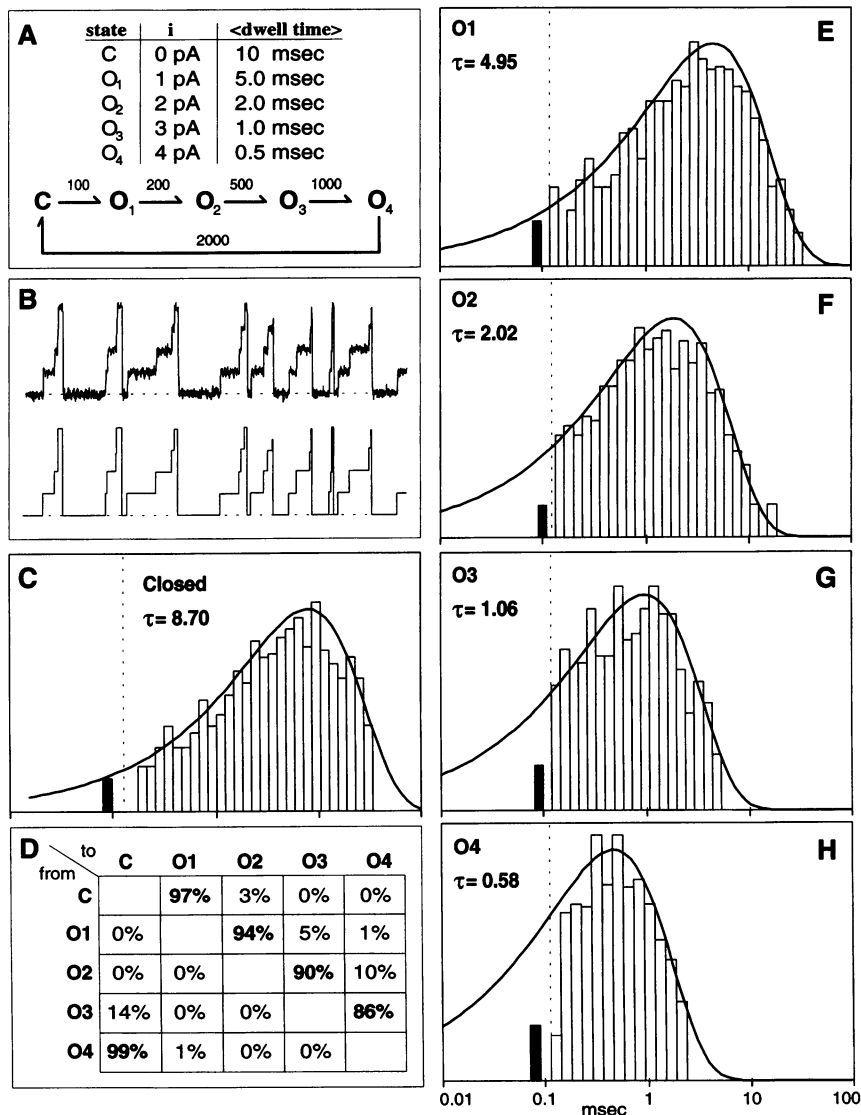 A
state i <dwell time>
C 0 pA 10 msec
O1 1 pA 5.0 msec
O2 2 pA 2.0 msec
O3 3 pA 1.0 msec
O4 4 pA 0.5 msec
100 200 500 1000
C O1 O2 O3 O4
2000
B
C
Closed
τ= 8.70
D
to
from
C O1 O2 O3 O4
C 97% 3% 0% 0%
O1 0% 94% 5% 1%
O2 0% 0% 90% 10%
O3 14% 0% 0% 86%
O4 99% 1% 0% 0%
O1
E
τ= 4.95
O2
F
τ= 2.02
O3
G
τ= 1.06
O4
H
τ= 0.58
0.01 0.1 1 10 100
msec